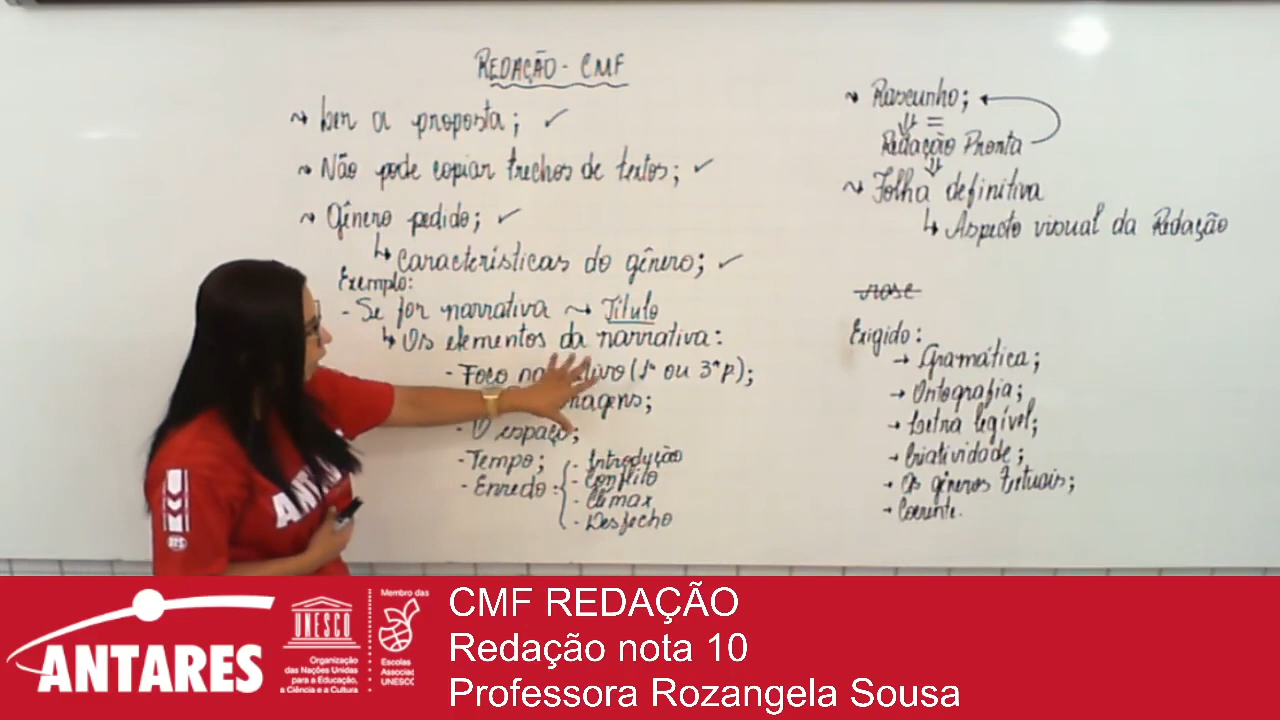 REDAÇÃO - CMF
Ler a proposta; ✓
Não pode copiar trechos de textos; ✓
Gênero pedido; ✓
↳ Características do gênero; ✓
Exemplo:
- Se for narrativa ~> Título
↳ Os elementos da narrativa:
- Foco (1ª ou 3ª p);
- O espaço;
- Tempo;
- Enredo:
- Introdução
- Conflito
- Clímax
- Desfecho
Rascunho;
=
Redação Pronta
Folha definitiva
↳ Aspecto visual da Redação
Exigido:
→ Gramática;
→ Ortografia;
→ Letra legível;
→ Criatividade;
→ Os gêneros textuais;
→ Coerente.
ANTARES
UNESCO
Organização
das Nações Unidas
para a Educação,
a Ciência e a Cultura
Membro das
Escolas
Associadas
UNESCO
CMF REDAÇÃO
Redação nota 10
Professora Rozangela Sousa